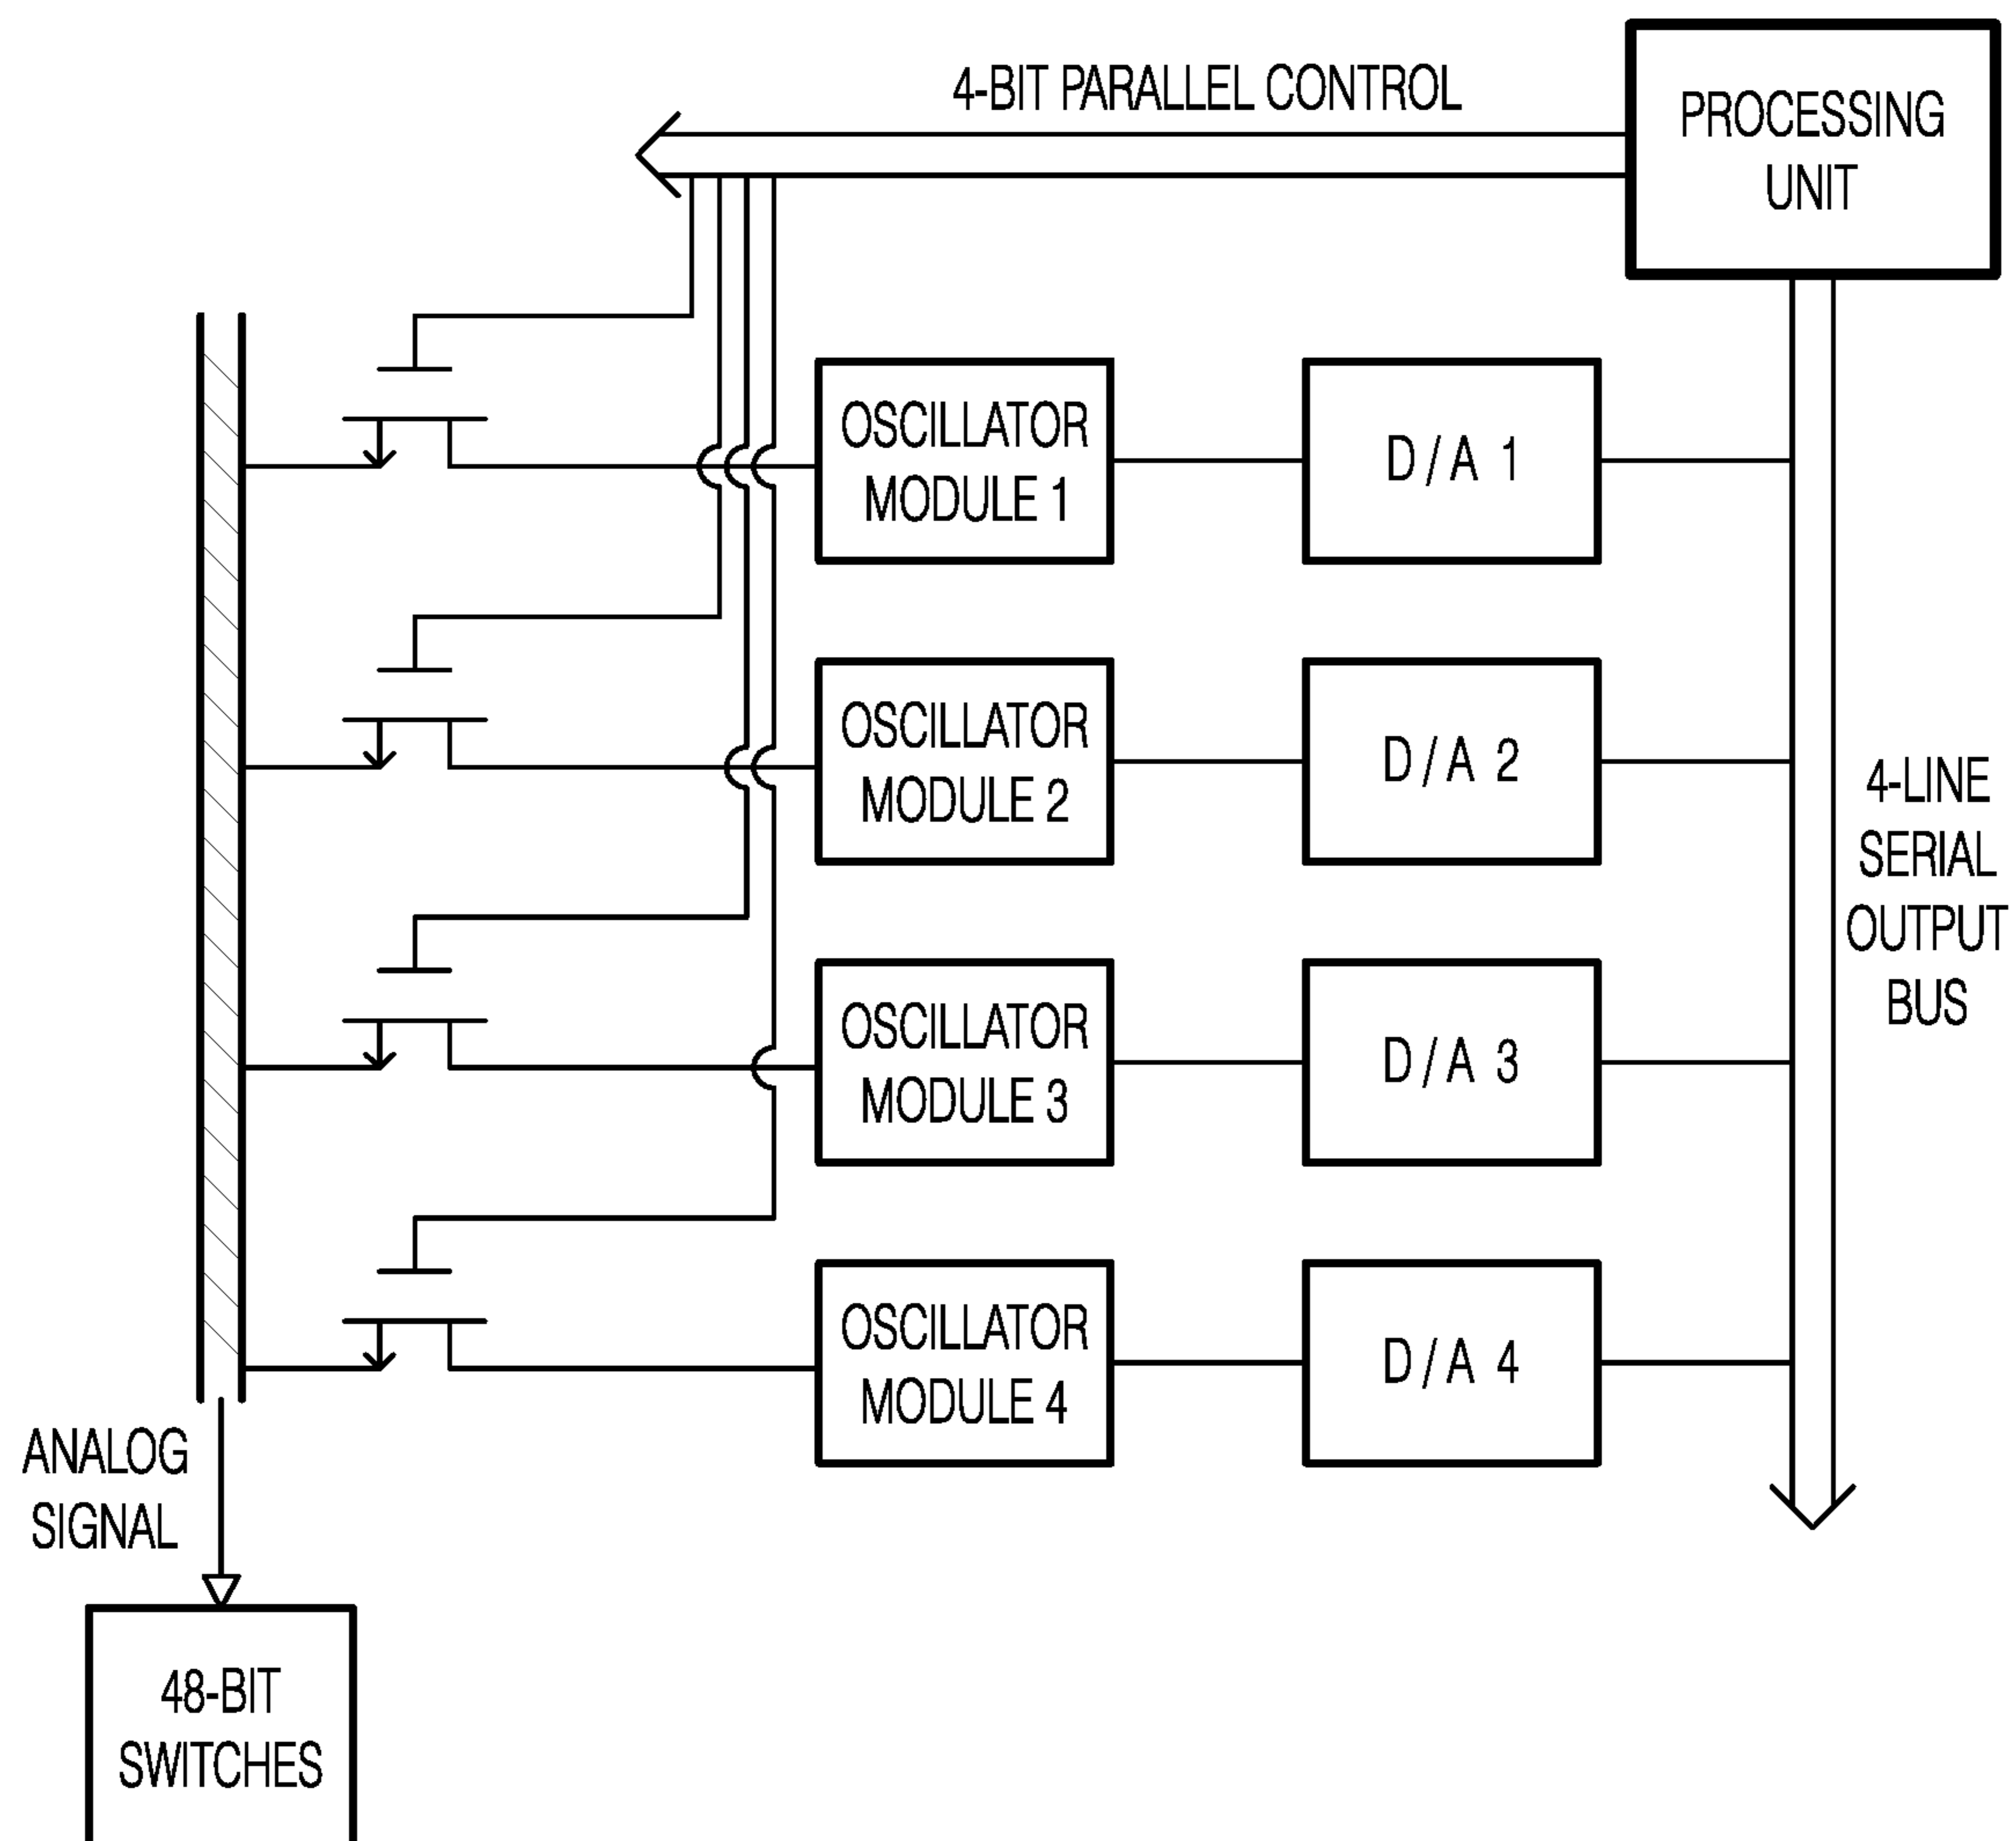 4-BIT PARALLEL CONTROL
PROCESSING
UNIT
OSCILLATOR
MODULE 1
D/A 1
OSCILLATOR
MODULE 2
D/A 2
4-LINE
SERIAL
OUTPUT
BUS
OSCILLATOR
MODULE 3
D/A 3
OSCILLATOR
MODULE 4
D/A 4
ANALOG
SIGNAL
48-BIT
SWITCHES